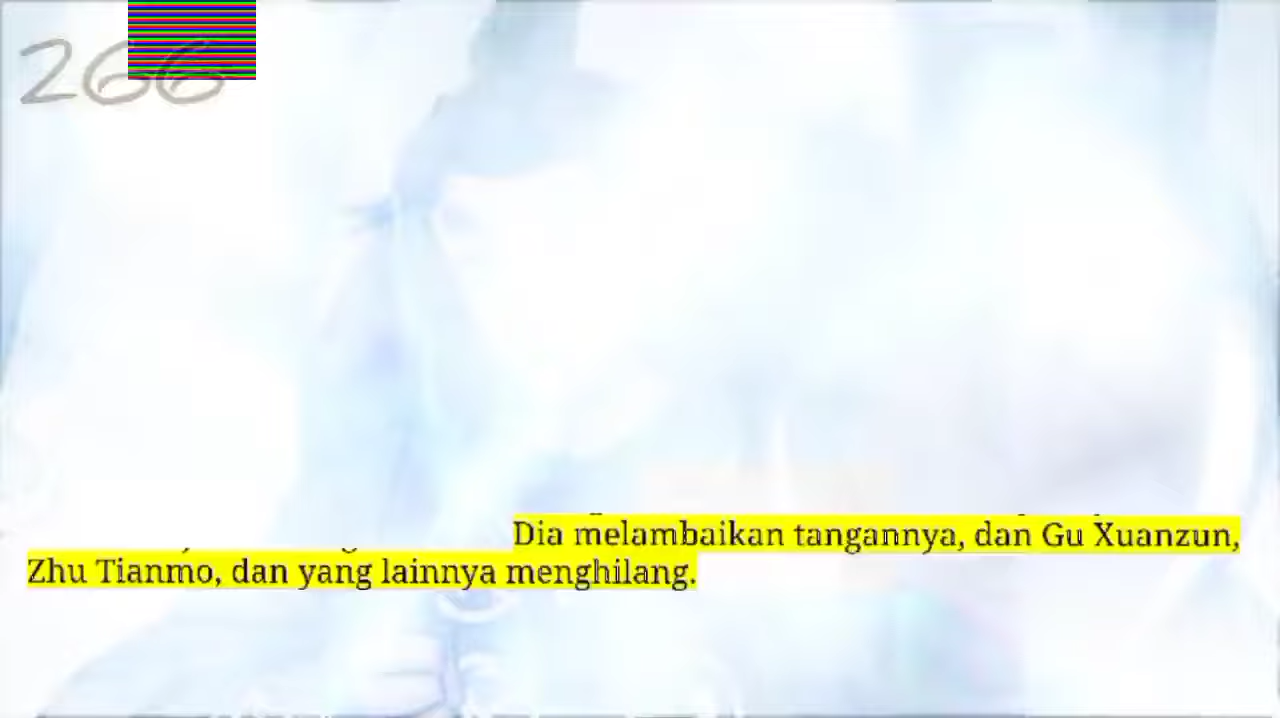 266
Dia melambaikan tangannya, dan Gu Xuanzun,
Zhu Tianmo, dan yang lainnya menghilang.